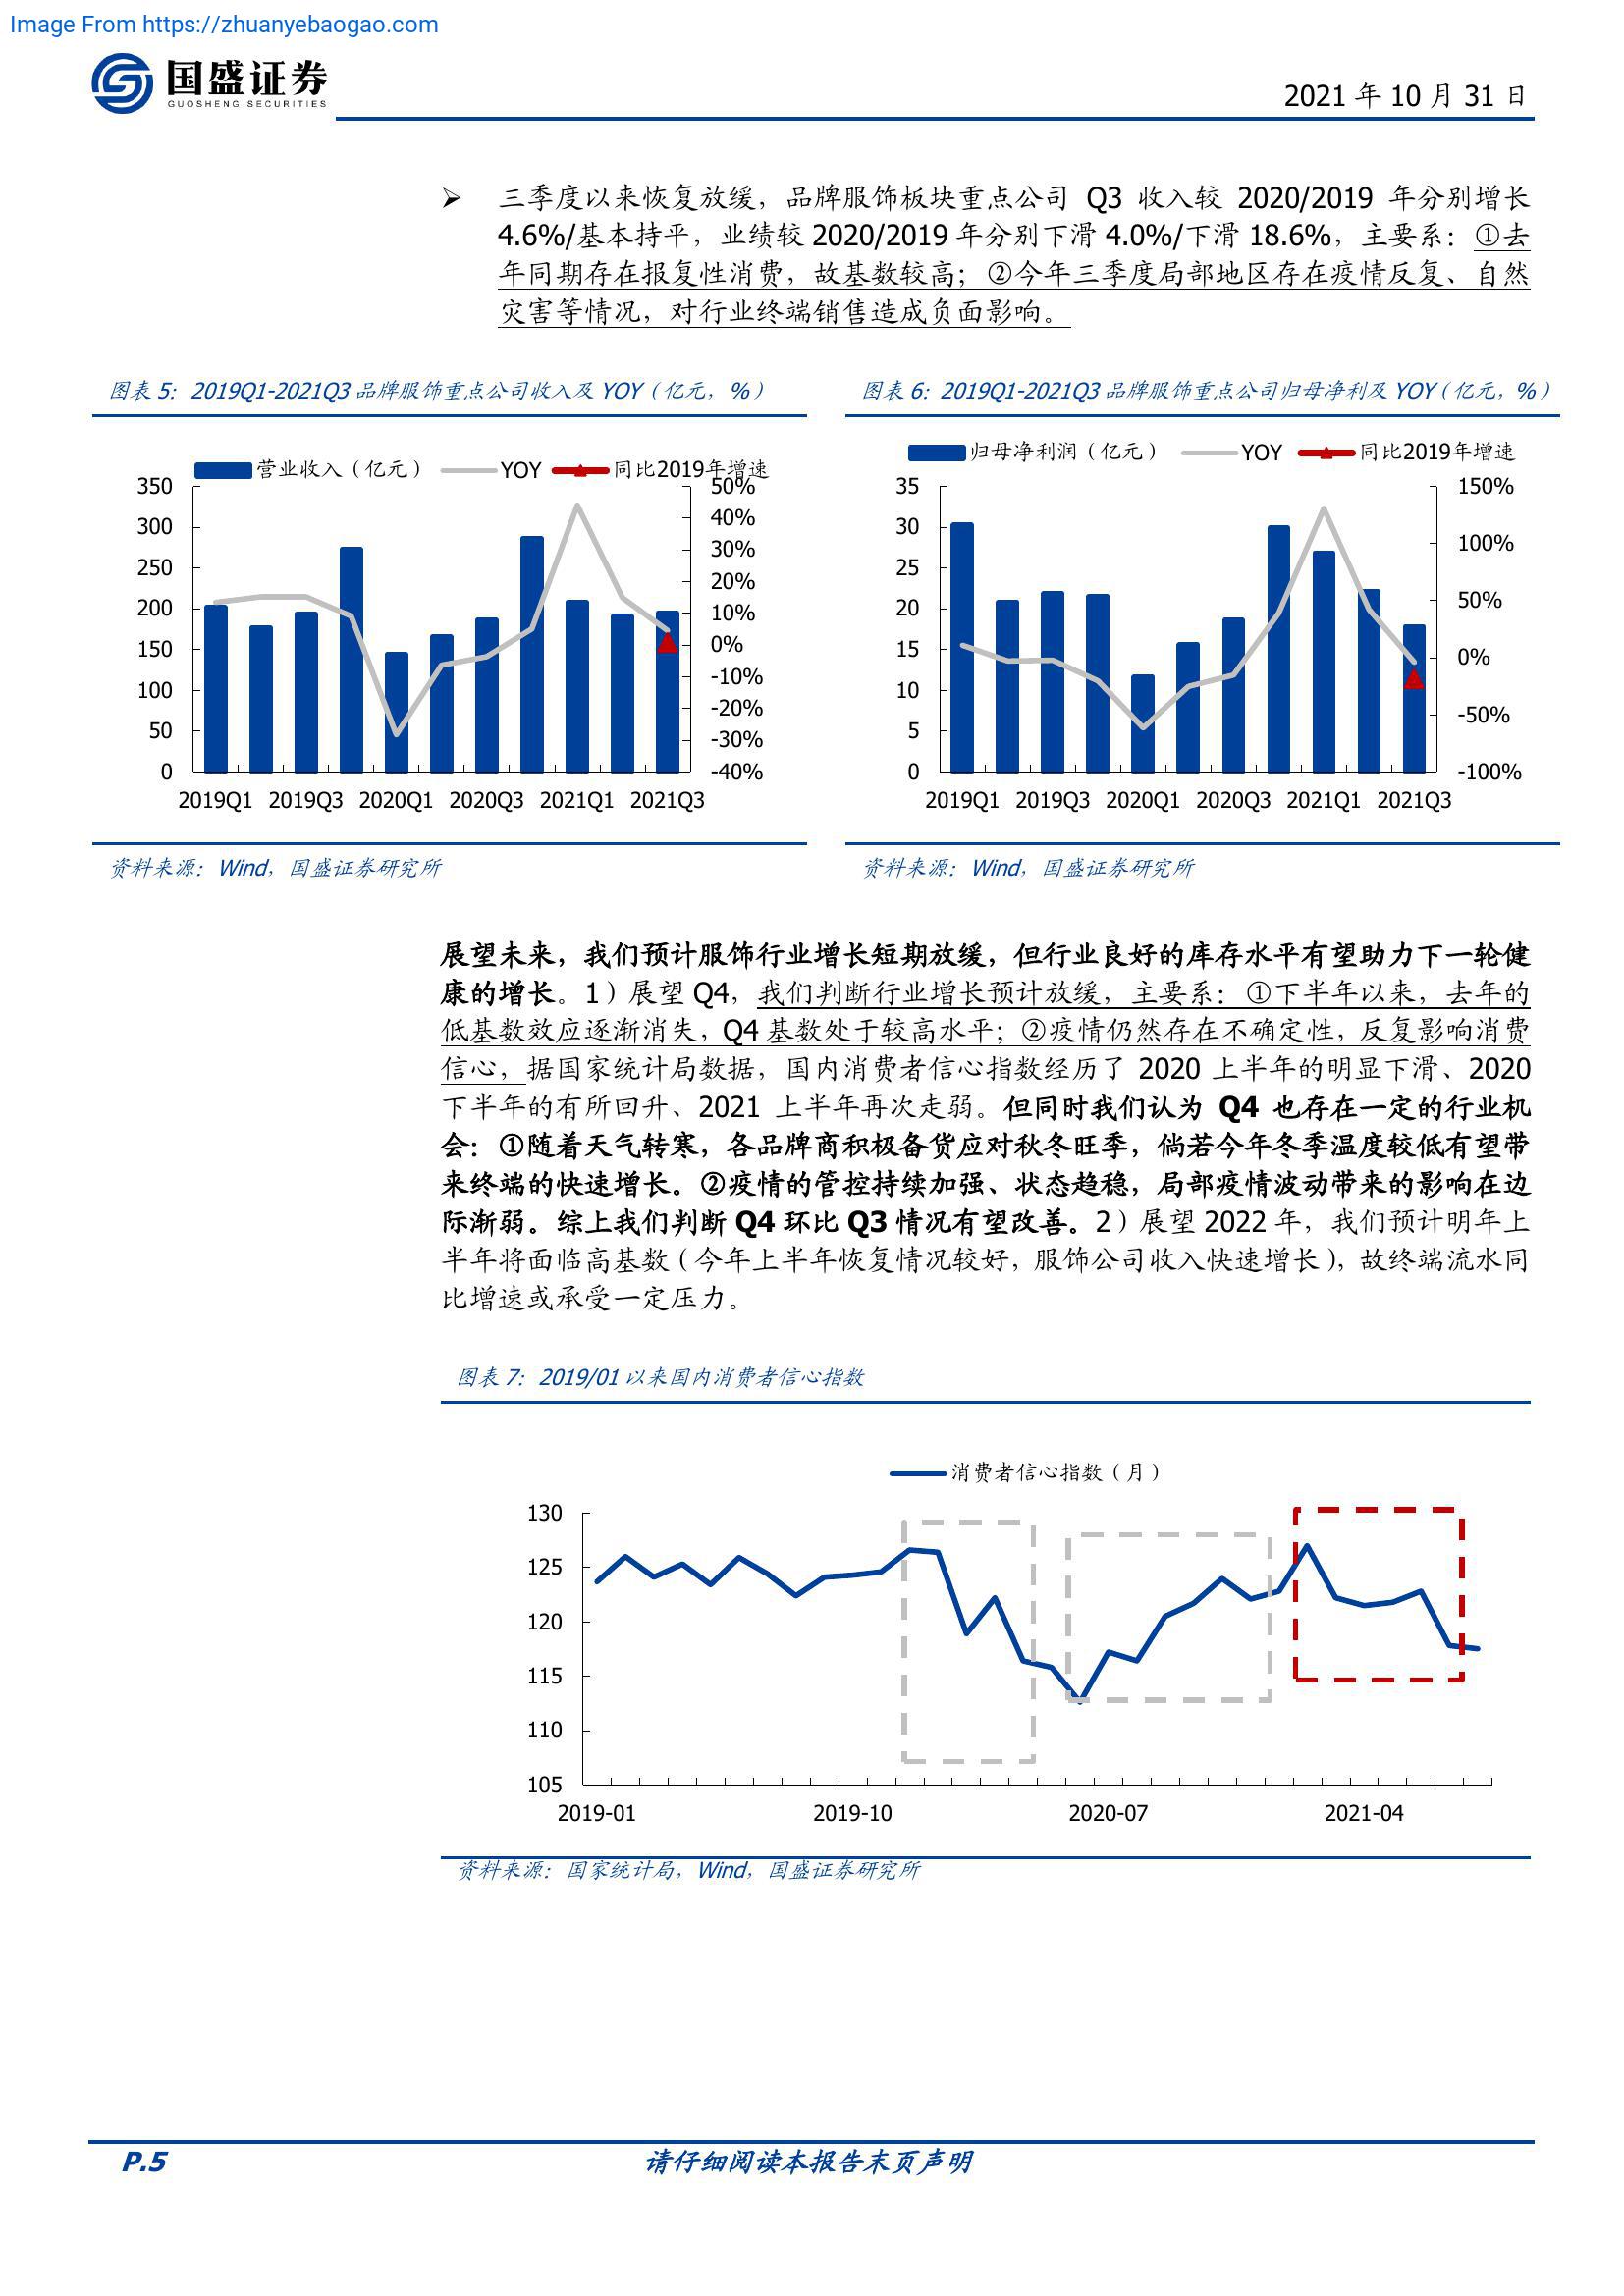 Image From https://zhuanyebaogao.com
国盛证券
GUOSHENG SECURITIES
2021 年 10 月 31 日
➢ 三季度以来恢复放缓，品牌服饰板块重点公司 Q3 收入较 2020/2019 年分别增长
4.6%/基本持平，业绩较 2020/2019 年分别下滑 4.0%/下滑 18.6%，主要系：①去
年同期存在报复性消费，故基数较高；②今年三季度局部地区存在疫情反复、自然
灾害等情况，对行业终端销售造成负面影响。
图表 5：2019Q1-2021Q3 品牌服饰重点公司收入及 YOY（亿元，%）
营业收入（亿元） YOY 同比2019年增速
350
300
250
200
150
100
50
0
50%
40%
30%
20%
10%
0%
-10%
-20%
-30%
-40%
2019Q1 2019Q3 2020Q1 2020Q3 2021Q1 2021Q3
资料来源：Wind，国盛证券研究所
图表 6：2019Q1-2021Q3 品牌服饰重点公司归母净利及 YOY（亿元，%）
归母净利润（亿元） YOY 同比2019年增速
35
30
25
20
15
10
5
0
150%
100%
50%
0%
-50%
-100%
2019Q1 2019Q3 2020Q1 2020Q3 2021Q1 2021Q3
资料来源：Wind，国盛证券研究所
展望未来，我们预计服饰行业增长短期放缓，但行业良好的库存水平有望助力下一轮健
康的增长。1）展望 Q4，我们判断行业增长预计放缓，主要系：①下半年以来，去年的
低基数效应逐渐消失，Q4 基数处于较高水平；②疫情仍然存在不确定性，反复影响消费
信心，据国家统计局数据，国内消费者信心指数经历了 2020 上半年的明显下滑、2020
下半年的有所回升、2021 上半年再次走弱。但同时我们认为 Q4 也存在一定的行业机
会：①随着天气转寒，各品牌商积极备货应对秋冬旺季，倘若今年冬季温度较低有望带
来终端的快速增长。②疫情的管控持续加强、状态趋稳，局部疫情波动带来的影响在边
际渐弱。综上我们判断 Q4 环比 Q3 情况有望改善。2）展望 2022 年，我们预计明年上
半年将面临高基数（今年上半年恢复情况较好，服饰公司收入快速增长），故终端流水同
比增速或承受一定压力。
图表 7：2019/01 以来国内消费者信心指数
消费者信心指数（月）
130
125
120
115
110
105
2019-01 2019-10 2020-07 2021-04
资料来源：国家统计局，Wind，国盛证券研究所
P.5
请仔细阅读本报告末页声明